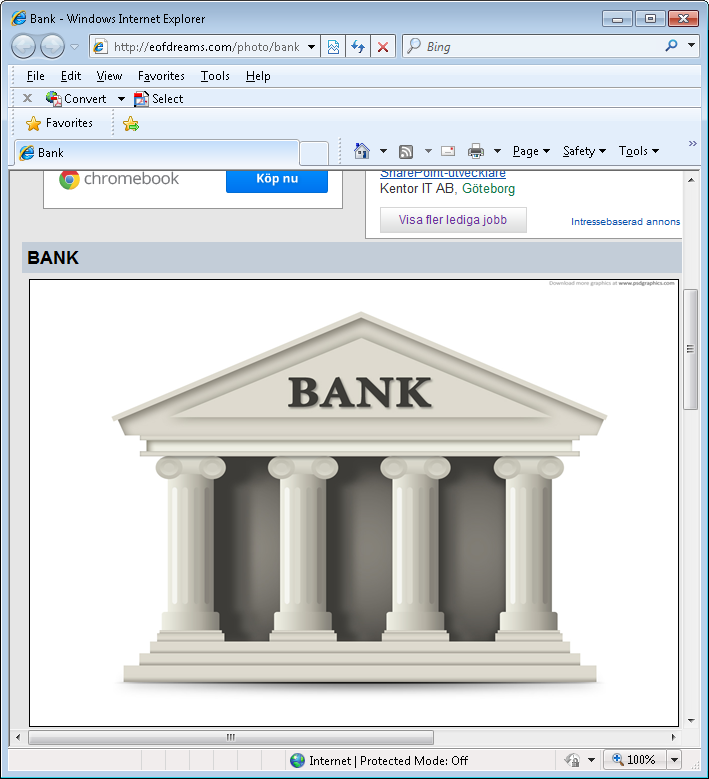 Bank - Windows Internet Explorer
http://eofdreams.com/photo/bank
Bing
File Edit View Favorites Tools Help
Convert Select
Favorites
Bank
Page Safety Tools
chromebook
Köp nu
SharePoint-utvecklare
Kentor IT AB, Göteborg
Visa fler lediga jobb
Intressebaserad annons
BANK
Download more graphics at www.psdgraphics.com
BANK
Internet | Protected Mode: Off
100%